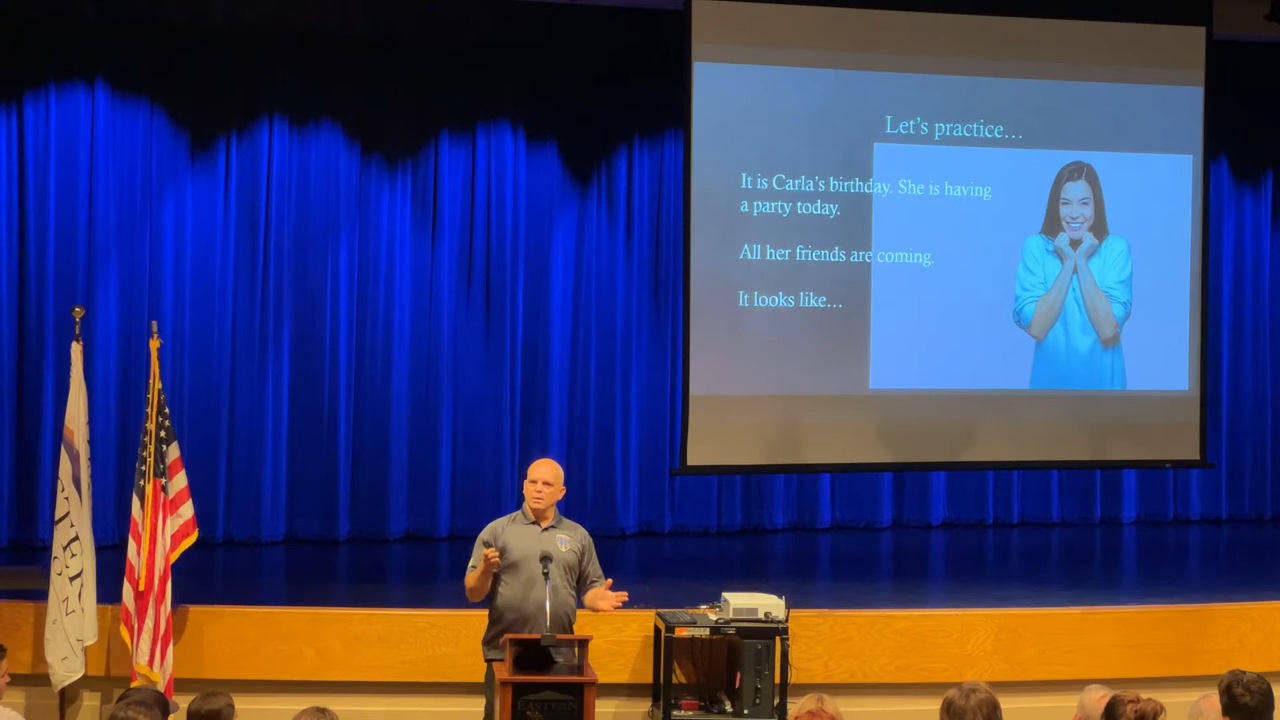 Let's practice...
It is Carla's birthday. She is having
a party today.
All her friends are coming.
It looks like...
EASTERN